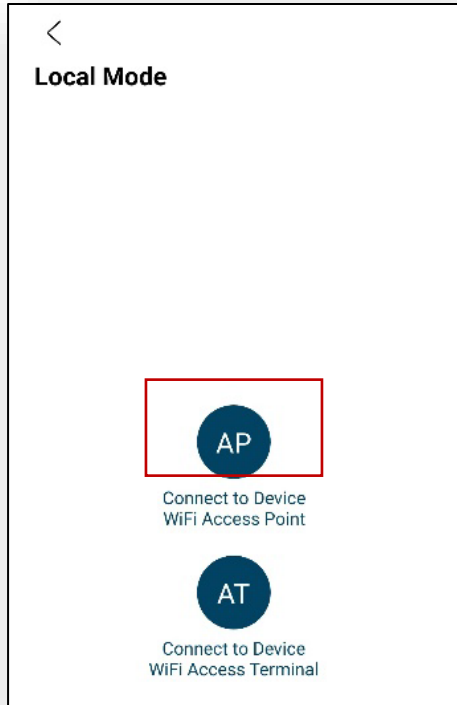 Local Mode
AP
Connect to Device
WiFi Access Point
AT
Connect to Device
WiFi Access Terminal